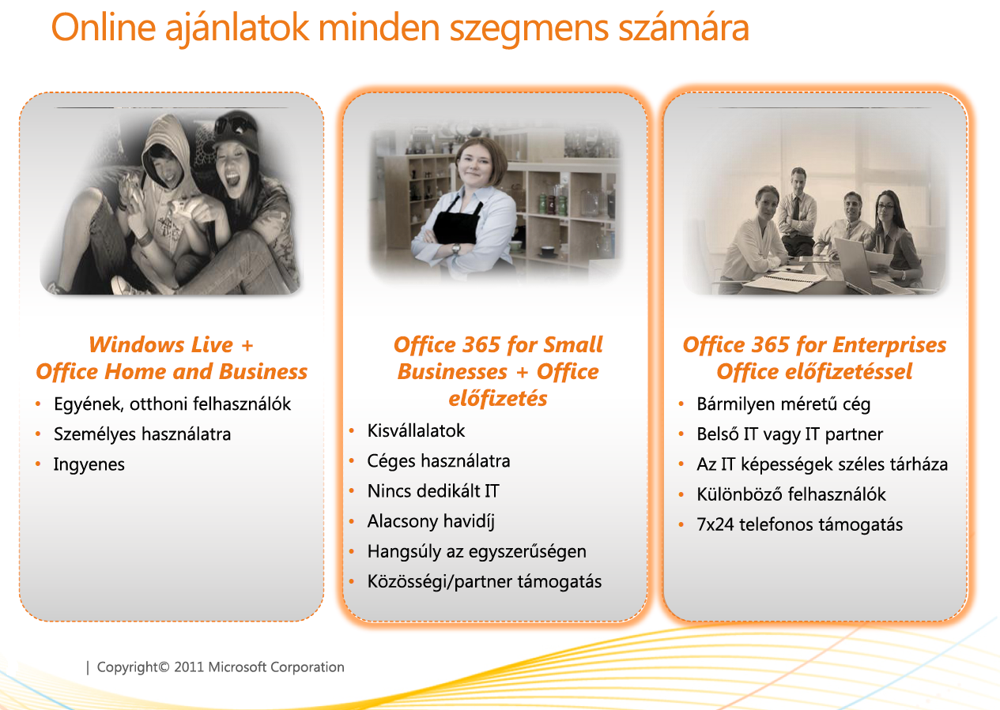 Online ajánlatok minden szegmens számára
Windows Live +
Office Home and Business
• Egyének, otthoni felhasználók
• Személyes használatra
• Ingyenes
Office 365 for Small
Businesses + Office
előfizetés
• Kisvállalatok
• Céges használatra
• Nincs dedikált IT
• Alacsony havidíj
• Hangsúly az egyszerűségen
• Közösségi/partner támogatás
Office 365 for Enterprises
Office előfizetéssel
• Bármilyen méretű cég
• Belső IT vagy IT partner
• Az IT képességek széles tárháza
• Különböző felhasználók
• 7x24 telefonos támogatás
| Copyright© 2011 Microsoft Corporation